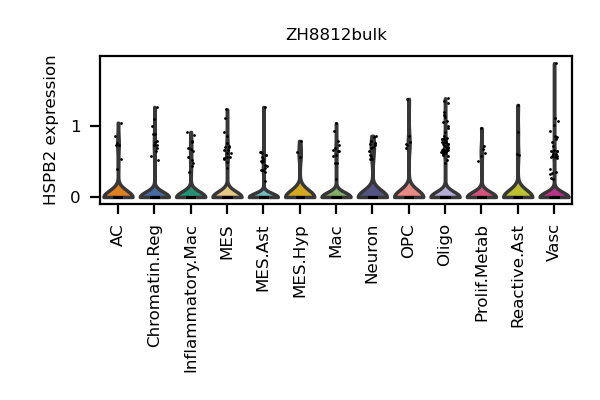 ZH8812bulk
HSPB2 expression
1
0
AC
Chromatin.Reg
Inflammatory.Mac
MES
MES.Ast
MES.Hyp
Mac
Neuron
OPC
Oligo
Prolif.Metab
Reactive.Ast
Vasc